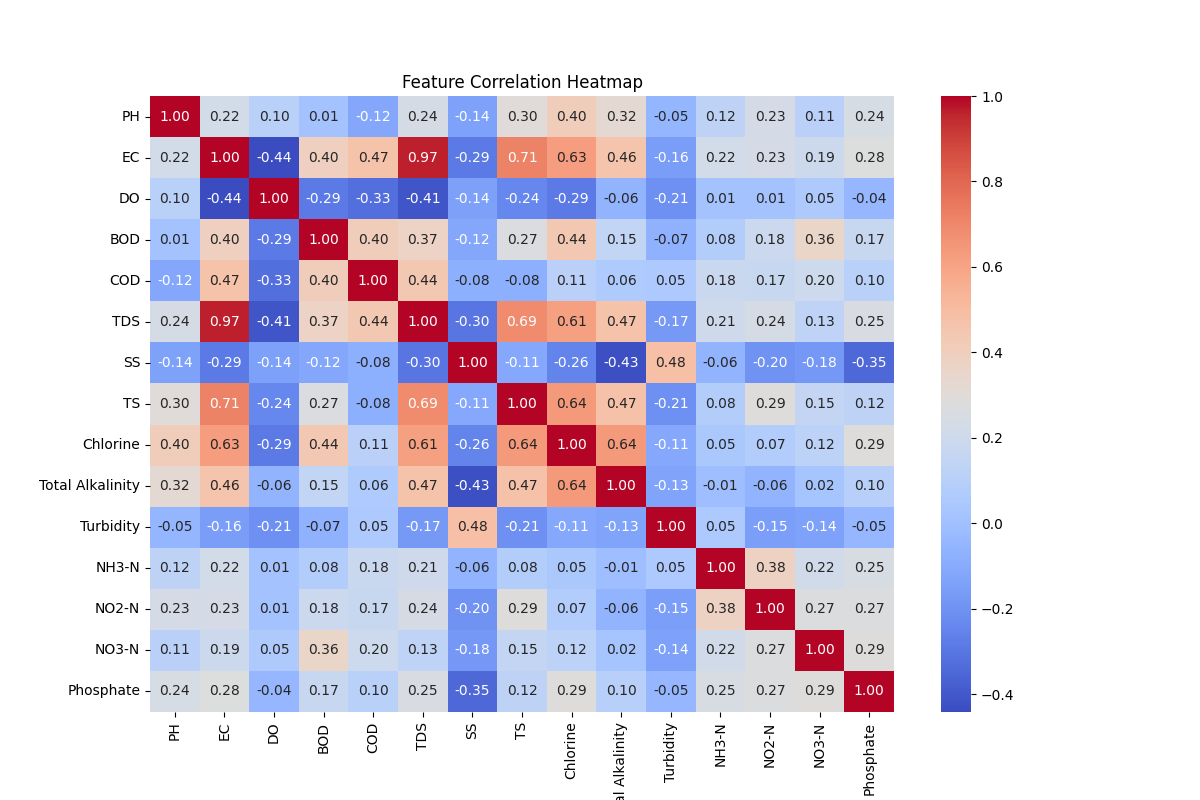 Feature Correlation Heatmap
PH 1.00 0.22 0.10 0.01 -0.12 0.24 -0.14 0.30 0.40 0.32 -0.05 0.12 0.23 0.11 0.24
EC 0.22 1.00 -0.44 0.40 0.47 0.97 -0.29 0.71 0.63 0.46 -0.16 0.22 0.23 0.19 0.28
DO 0.10 -0.44 1.00 -0.29 -0.33 -0.41 -0.14 -0.24 -0.29 -0.06 -0.21 0.01 0.01 0.05 -0.04
BOD 0.01 0.40 -0.29 1.00 0.40 0.37 -0.12 0.27 0.44 0.15 -0.07 0.08 0.18 0.36 0.17
COD -0.12 0.47 -0.33 0.40 1.00 0.44 -0.08 -0.08 0.11 0.06 0.05 0.18 0.17 0.20 0.10
TDS 0.24 0.97 -0.41 0.37 0.44 1.00 -0.30 0.69 0.61 0.47 -0.17 0.21 0.24 0.13 0.25
SS -0.14 -0.29 -0.14 -0.12 -0.08 -0.30 1.00 -0.11 -0.26 -0.43 0.48 -0.06 -0.20 -0.18 -0.35
TS 0.30 0.71 -0.24 0.27 -0.08 0.69 -0.11 1.00 0.64 0.47 -0.21 0.08 0.29 0.15 0.12
Chlorine 0.40 0.63 -0.29 0.44 0.11 0.61 -0.26 0.64 1.00 0.64 -0.11 0.05 0.07 0.12 0.29
Total Alkalinity 0.32 0.46 -0.06 0.15 0.06 0.47 -0.43 0.47 0.64 1.00 -0.13 -0.01 -0.06 0.02 0.10
Turbidity -0.05 -0.16 -0.21 -0.07 0.05 -0.17 0.48 -0.21 -0.11 -0.13 1.00 0.05 -0.15 -0.14 -0.05
NH3-N 0.12 0.22 0.01 0.08 0.18 0.21 -0.06 0.08 0.05 -0.01 0.05 1.00 0.38 0.22 0.25
NO2-N 0.23 0.23 0.01 0.18 0.17 0.24 -0.20 0.29 0.07 -0.06 -0.15 0.38 1.00 0.27 0.27
NO3-N 0.11 0.19 0.05 0.36 0.20 0.13 -0.18 0.15 0.12 0.02 -0.14 0.22 0.27 1.00 0.29
Phosphate 0.24 0.28 -0.04 0.17 0.10 0.25 -0.35 0.12 0.29 0.10 -0.05 0.25 0.27 0.29 1.00
PH EC DO BOD COD TDS SS TS Chlorine al Alkalinity Turbidity NH3-N NO2-N NO3-N Phosphate
1.0
0.8
0.6
0.4
0.2
0.0
−0.2
−0.4